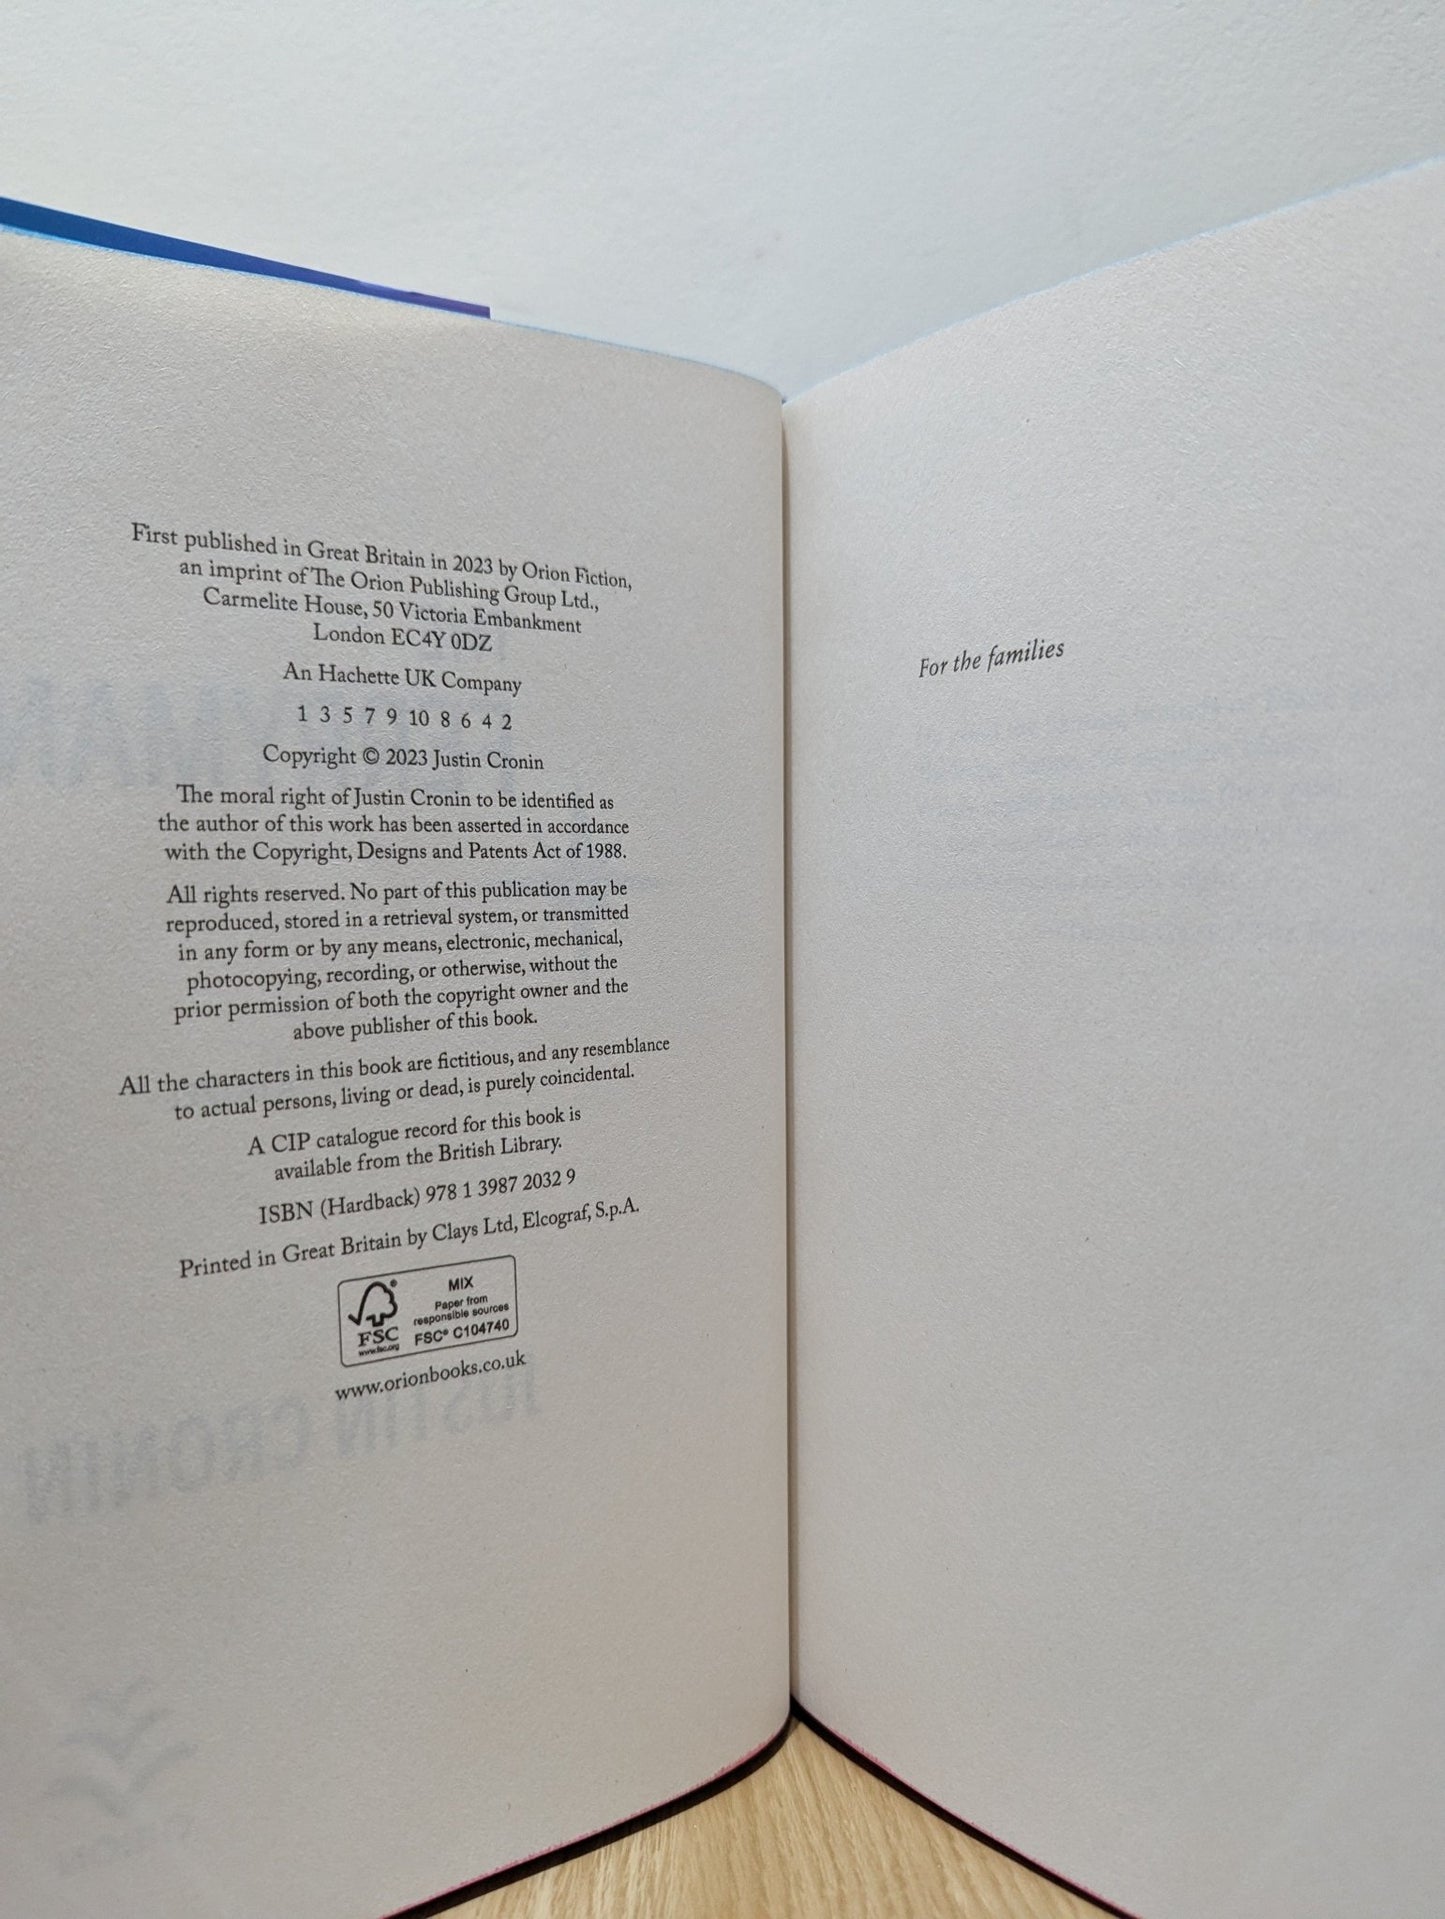 First published in Great Britain in 2023 by Orion Fiction,
an imprint of The Orion Publishing Group Ltd.,
Carmelite House, 50 Victoria Embankment
London EC4Y 0DZ
An Hachette UK Company
1 3 5 7 9 10 8 6 4 2
Copyright © 2023 Justin Cronin
The moral right of Justin Cronin to be identified as
the author of this work has been asserted in accordance
with the Copyright, Designs and Patents Act of 1988.
All rights reserved. No part of this publication may be
reproduced, stored in a retrieval system, or transmitted
in any form or by any means, electronic, mechanical,
photocopying, recording, or otherwise, without the
prior permission of both the copyright owner and the
above publisher of this book.
All the characters in this book are fictitious, and any resemblance
to actual persons, living or dead, is purely coincidental.
A CIP catalogue record for this book is
available from the British Library.
ISBN (Hardback) 978 1 3987 2032 9
Printed in Great Britain by Clays Ltd, Elcograf, S.p.A.
FSC
www.fsc.org
MIX
Paper from
responsible sources
FSC® C104740
www.orionbooks.co.uk
JUSTIN CRONIN
For the families